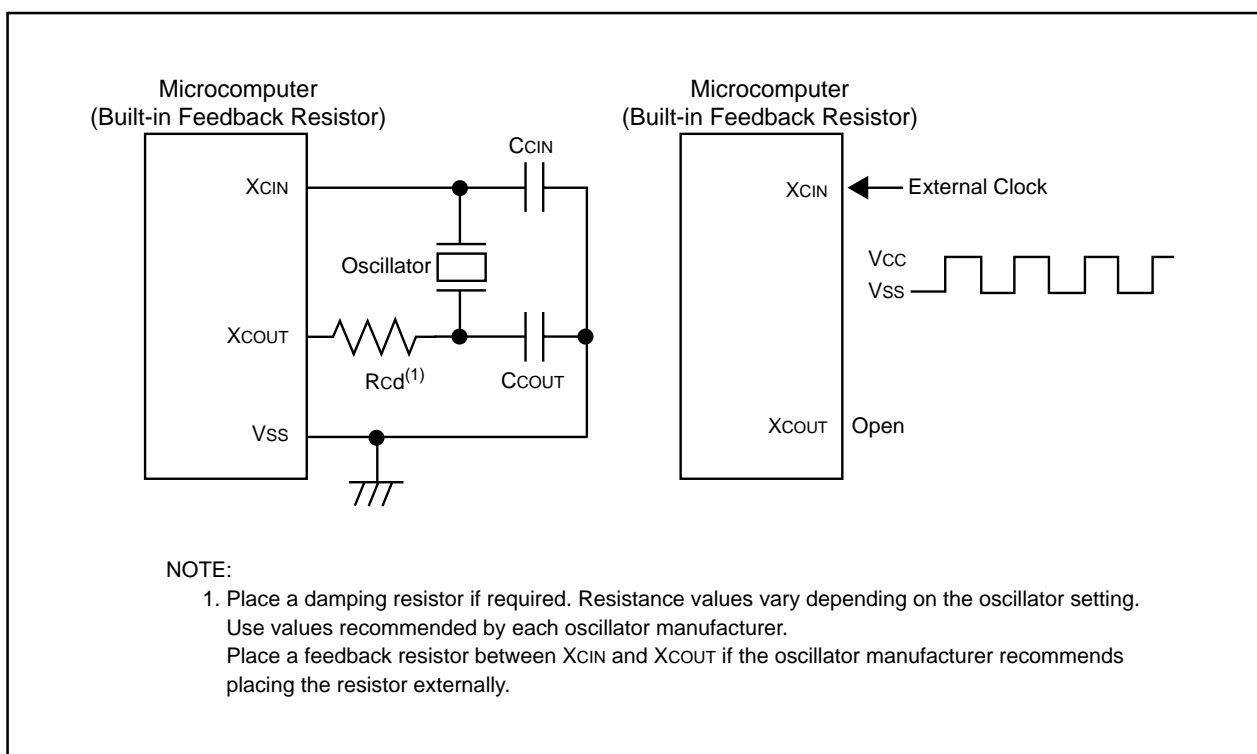 Microcomputer
(Built-in Feedback Resistor)
XCIN
CCIN
Oscillator
XCOUT
RCd(1)
CCOUT
VSS
Microcomputer
(Built-in Feedback Resistor)
XCIN
External Clock
VCC
VSS
XCOUT
Open
NOTE:
1. Place a damping resistor if required. Resistance values vary depending on the oscillator setting.
Use values recommended by each oscillator manufacturer.
Place a feedback resistor between XCIN and XCOUT if the oscillator manufacturer recommends
placing the resistor externally.